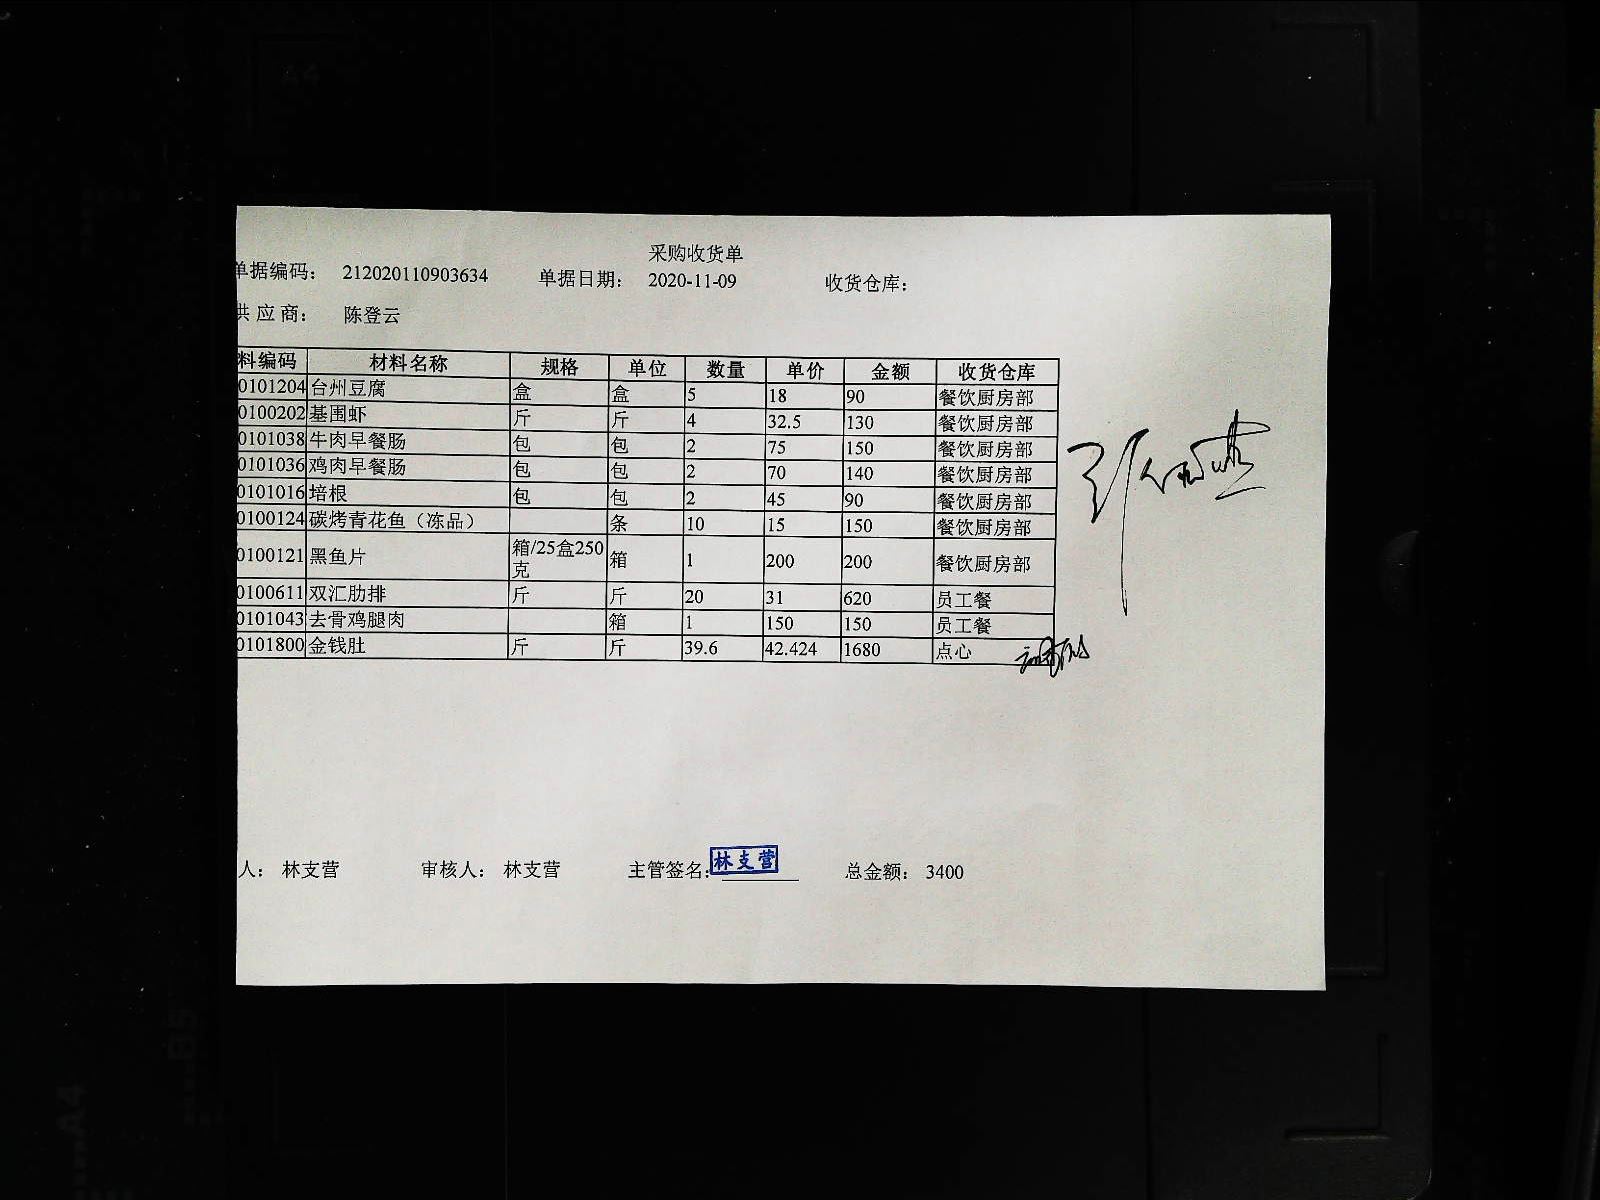 采购收货单
单据编码： 212020110903634 单据日期： 2020-11-09 收货仓库：
供 应 商： 陈登云
料编码 材料名称 规格 单位 数量 单价 金额 收货仓库
0101204 台州豆腐 盒 盒 5 18 90 餐饮厨房部
0100202 基围虾 斤 斤 4 32.5 130 餐饮厨房部
0101038 牛肉早餐肠 包 包 2 75 150 餐饮厨房部
0101036 鸡肉早餐肠 包 包 2 70 140 餐饮厨房部
0101016 培根 包 包 2 45 90 餐饮厨房部
0100124 碳烤青花鱼（冻品） 条 10 15 150 餐饮厨房部
0100121 黑鱼片 箱/25盒250克 箱 1 200 200 餐饮厨房部
0100611 双汇肋排 斤 斤 20 31 620 员工餐
0101043 去骨鸡腿肉 箱 1 150 150 员工餐
0101800 金钱肚 斤 斤 39.6 42.424 1680 点心
人： 林支营 审核人： 林支营 主管签名： 林支营 总金额： 3400